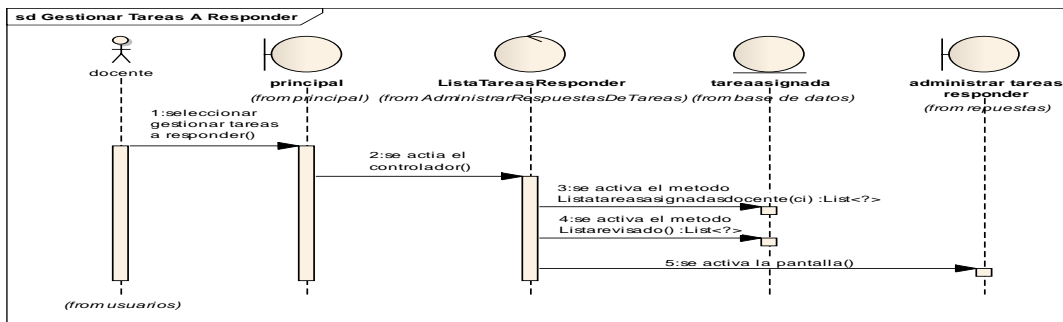 sd Gestionar Tareas A Responder
docente
principal
(from principal)
ListaTareasResponder
(from AdministrarRespuestasDeTareas)
tareaasignada
(from base de datos)
administrar tareas
responder
(from repuestas)
1:seleccionar
gestionar tareas
a responder()
2:se actia el
controlador()
3:se activa el metodo
Listatareasasignadasdocente(ci) :List<?>
4:se activa el metodo
Listarevisado() :List<?>
5:se activa la pantalla()
(from usuarios)